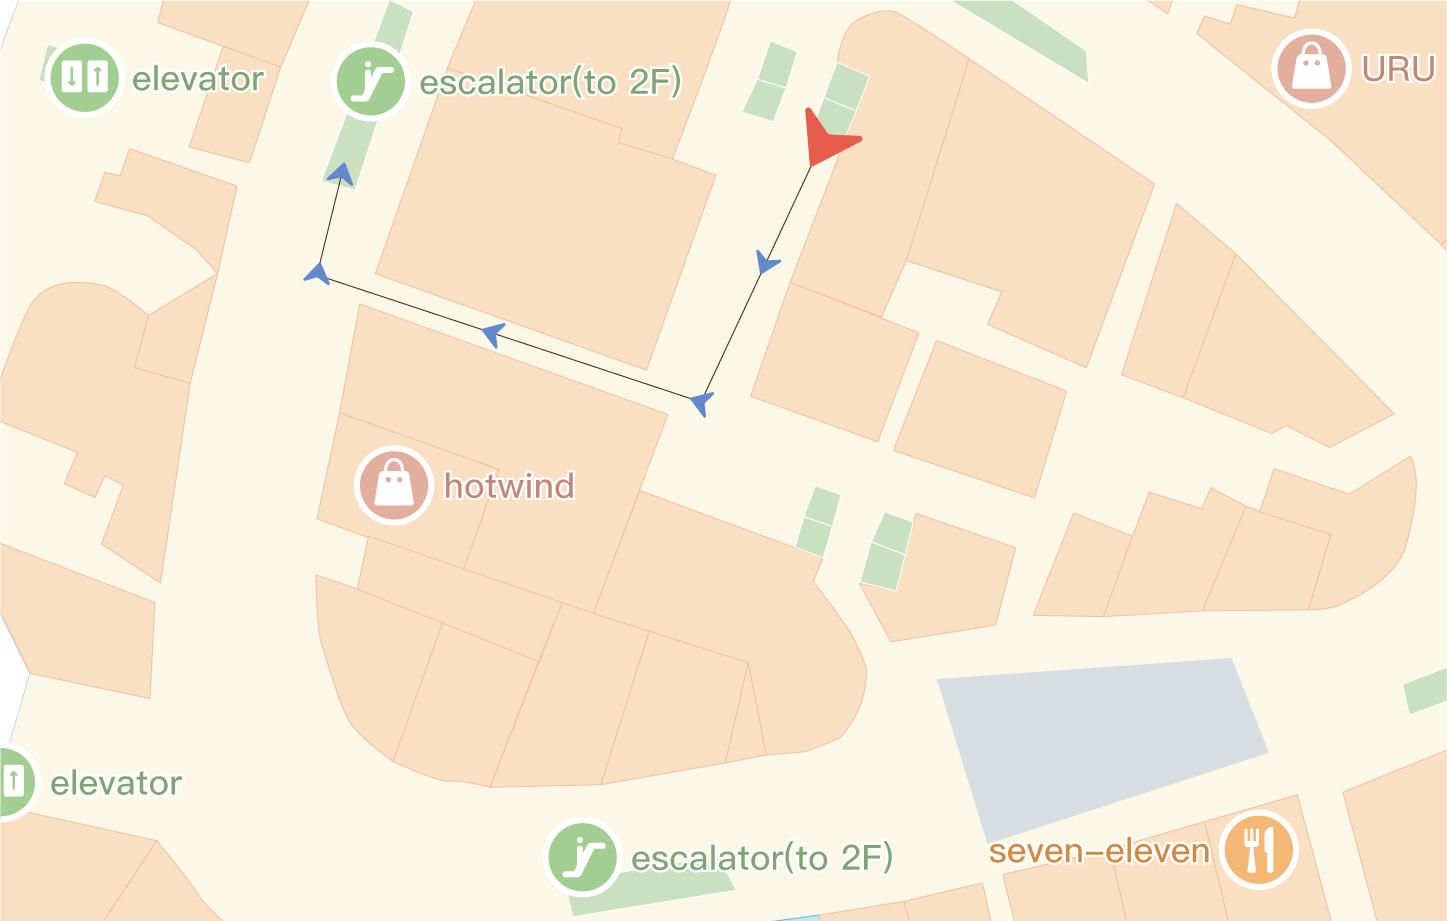 elevator
escalator(to 2F)
URU
hotwind
elevator
escalator(to 2F)
seven-eleven